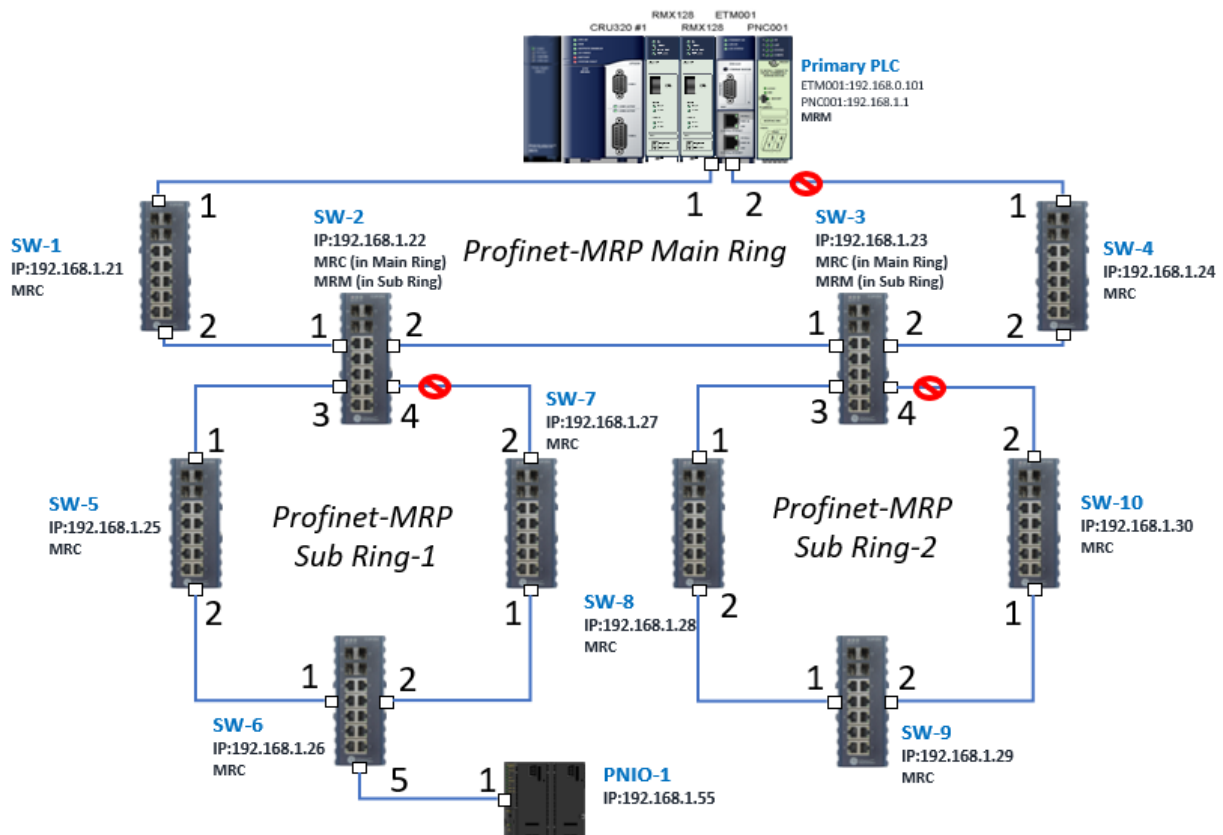 RMX128 ETM001
CRU320 #1 RMX128 PNC001
Primary PLC
ETM001:192.168.0.101
PNC001:192.168.1.1
MRM
1 2
1
SW-1
IP:192.168.1.21
MRC
2
SW-2
IP:192.168.1.22
MRC (in Main Ring)
MRM (in Sub Ring)
Profinet-MRP Main Ring
SW-3
IP:192.168.1.23
MRC (in Main Ring)
MRM (in Sub Ring)
1
SW-4
IP:192.168.1.24
MRC
2
1 2
3 4
1 2
3 4
1
SW-5
IP:192.168.1.25
MRC
2
Profinet-MRP
Sub Ring-1
SW-7
IP:192.168.1.27
MRC
2
1
1
SW-8
IP:192.168.1.28
MRC
2
Profinet-MRP
Sub Ring-2
2
SW-10
IP:192.168.1.30
MRC
1
1 2
SW-6
IP:192.168.1.26
MRC
5
1
PNIO-1
IP:192.168.1.55
1 2
SW-9
IP:192.168.1.29
MRC